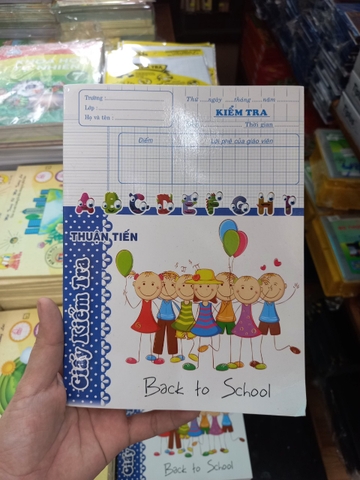 Trường :
Lớp :
Họ và tên :
Thứ ngày tháng năm
KIỂM TRA
Thời gian
Điểm
Lời phê của giáo viên
A B C D E F G H I
THUẬN TIẾN
Giấy Kiểm Tra
Back to School
Giấy
Back to School